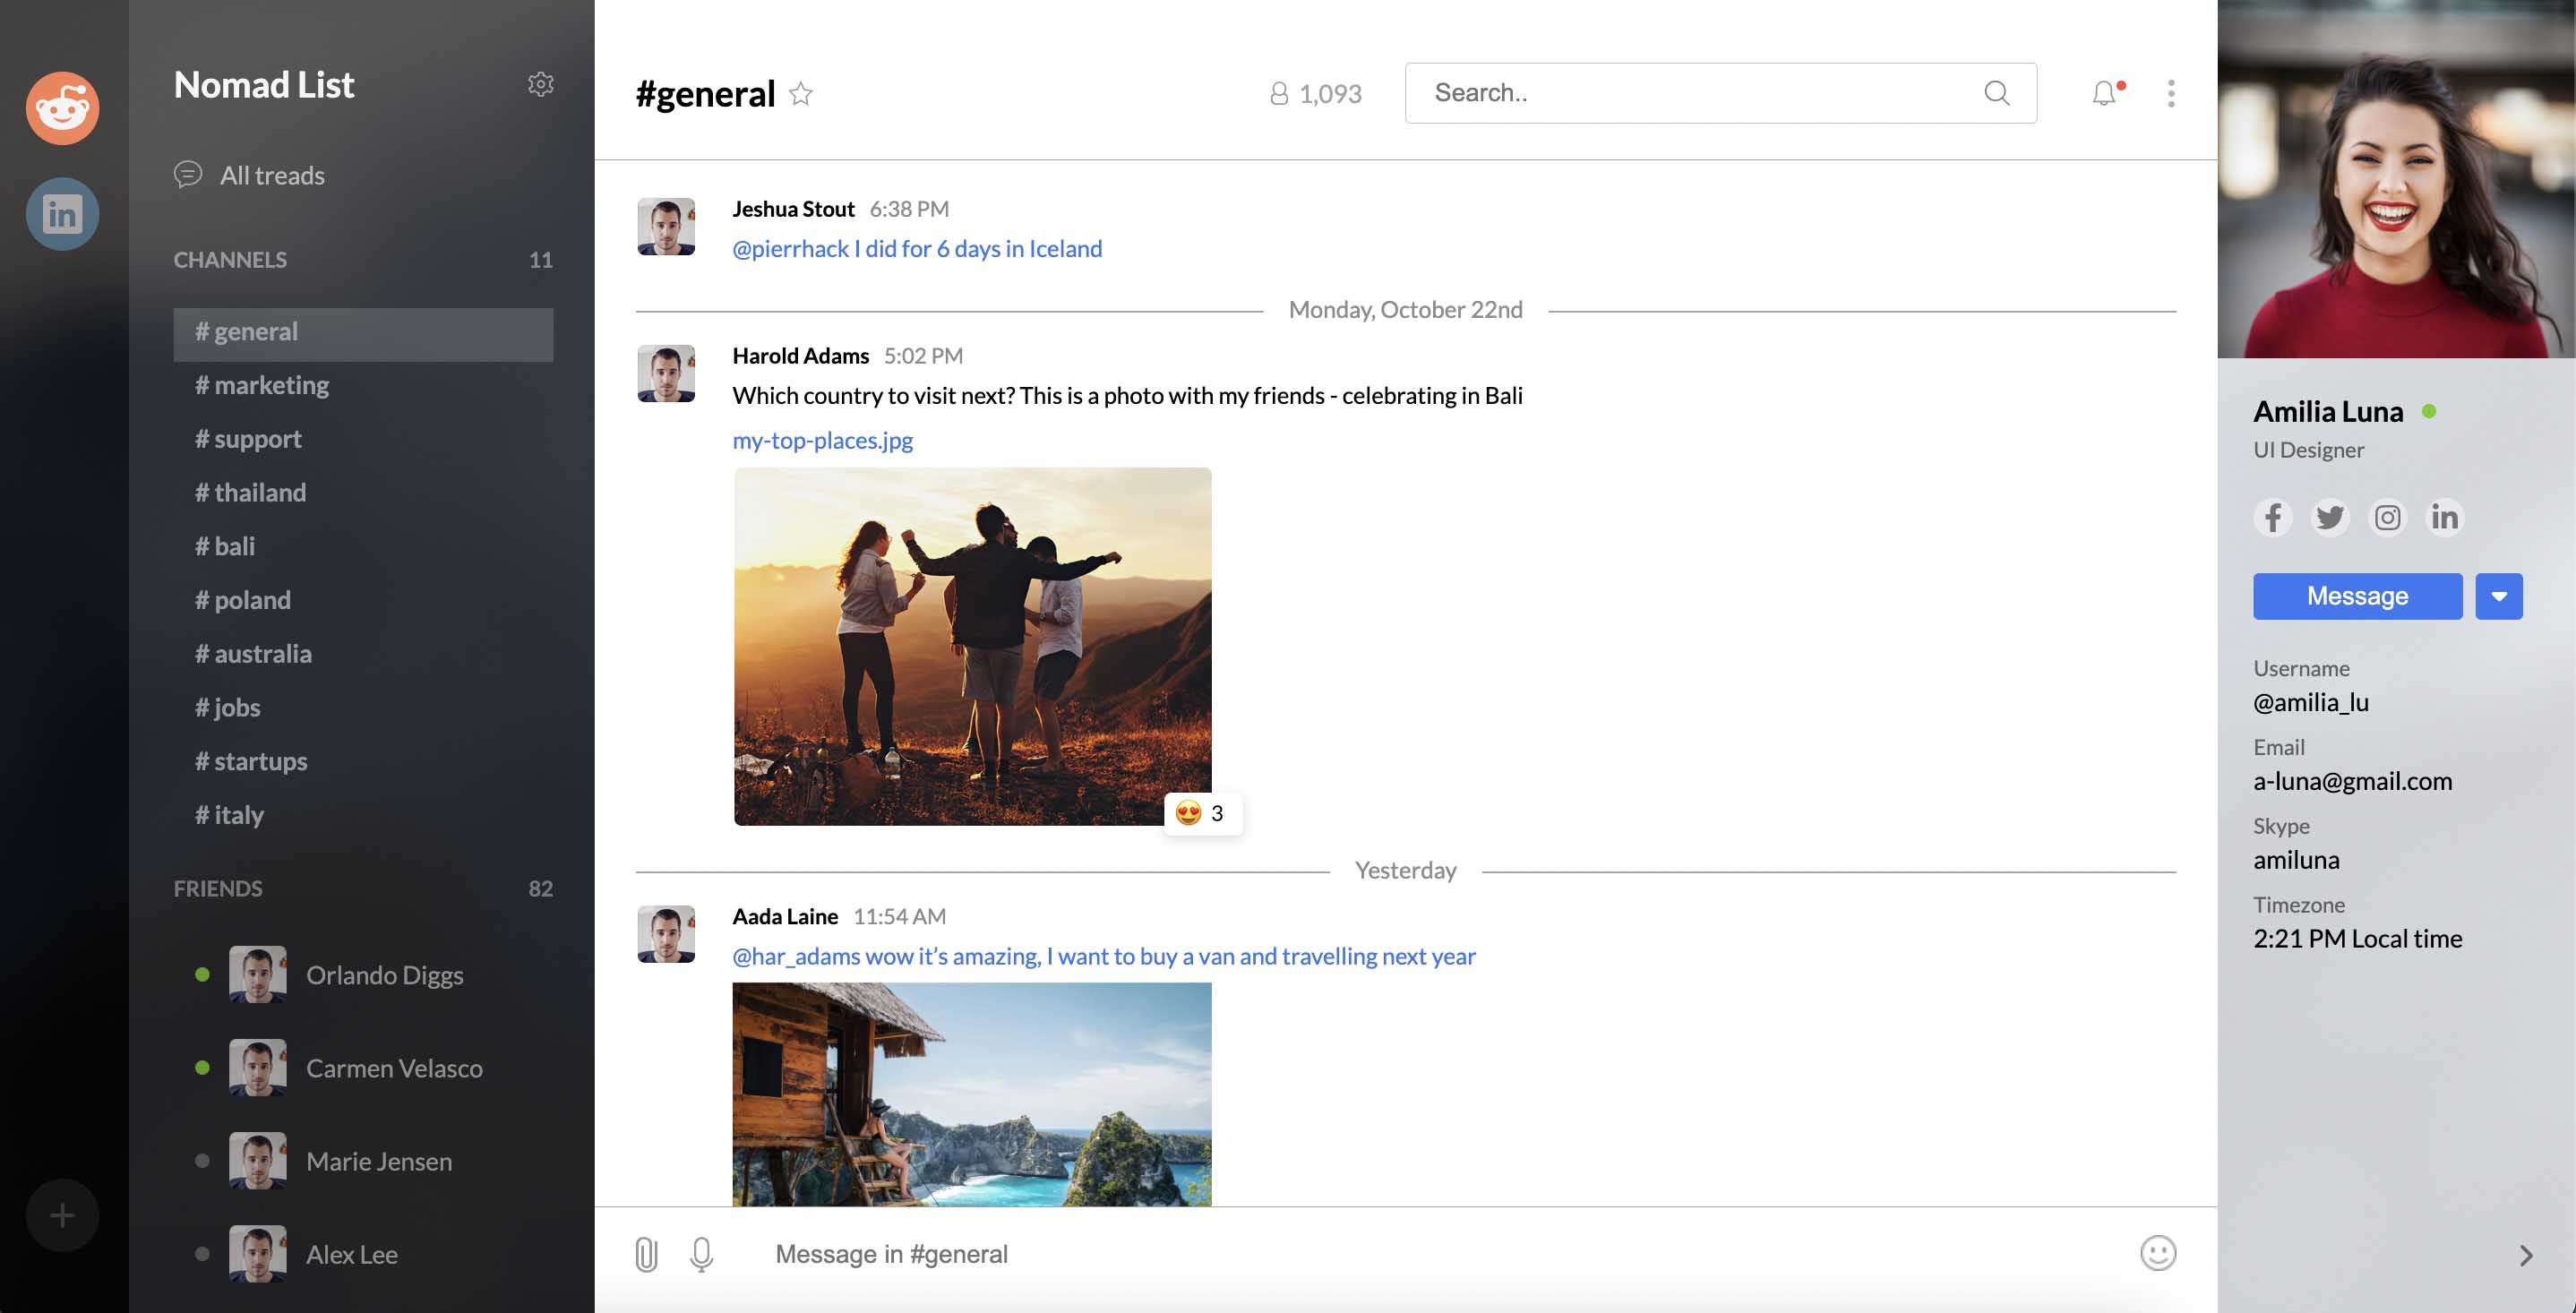 Nomad List
All treads
CHANNELS 11
# general
# marketing
# support
# thailand
# bali
# poland
# australia
# jobs
# startups
# italy
FRIENDS 82
Orlando Diggs
Carmen Velasco
Marie Jensen
Alex Lee
in
#general
1,093
Search..
Jeshua Stout 6:38 PM
@pierrhack I did for 6 days in Iceland
Monday, October 22nd
Harold Adams 5:02 PM
Which country to visit next? This is a photo with my friends - celebrating in Bali
my-top-places.jpg
3
Yesterday
Aada Laine 11:54 AM
@har_adams wow it’s amazing, I want to buy a van and travelling next year
Message in #general
Amilia Luna
UI Designer
f in
Message
Username
@amilia_lu
Email
a-luna@gmail.com
Skype
amiluna
Timezone
2:21 PM Local time